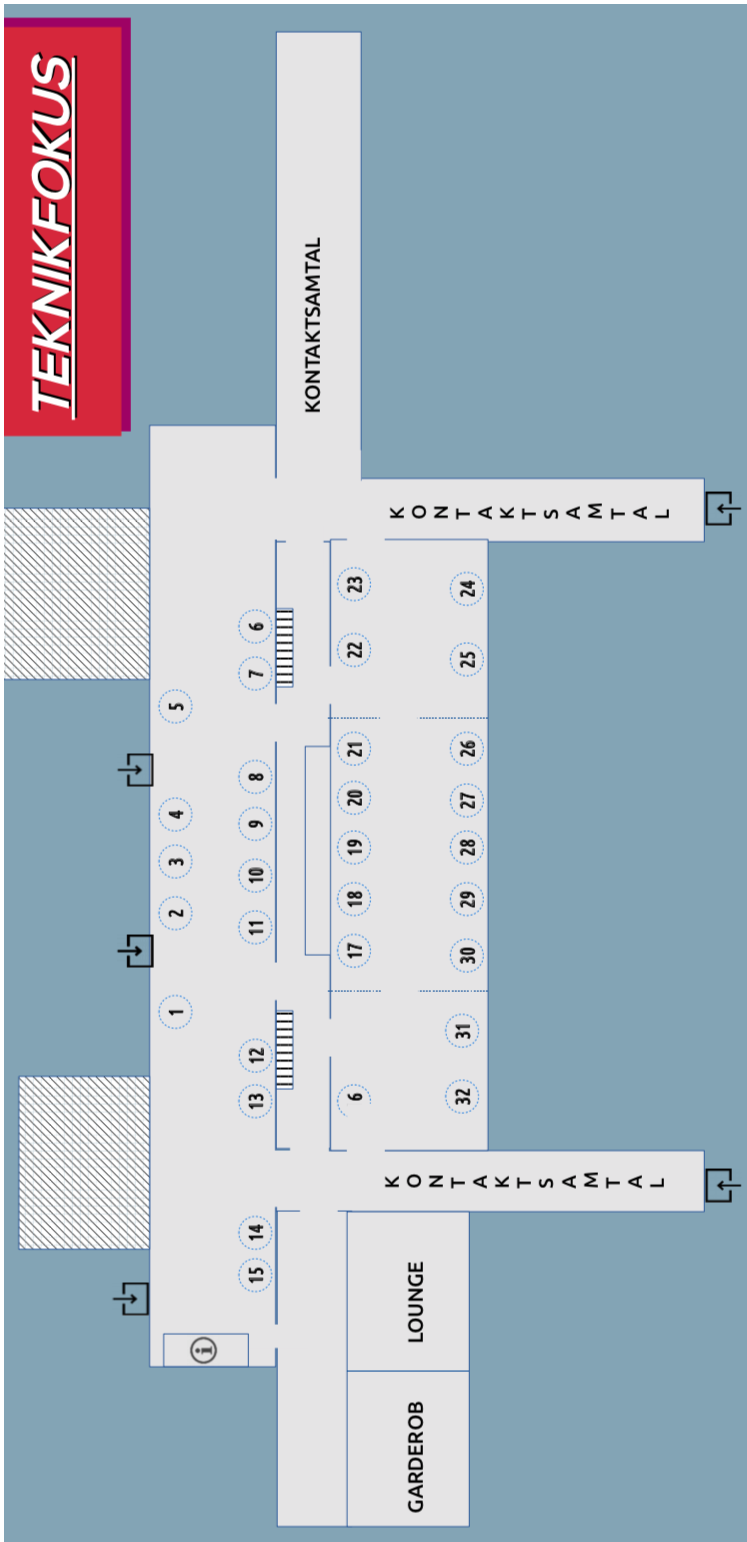 TEKNIKFOKUS
1 2 3 4 5
i
15 14 13 12 11 10 9 8 7 6
KONTAKTSAMTAL
6 17 18 19 20 21 22 23
GARDEROB
LOUNGE
KONTAKTSAMTAL
32 31 30 29 28 27 26 25 24
KONTAKTSAMTAL